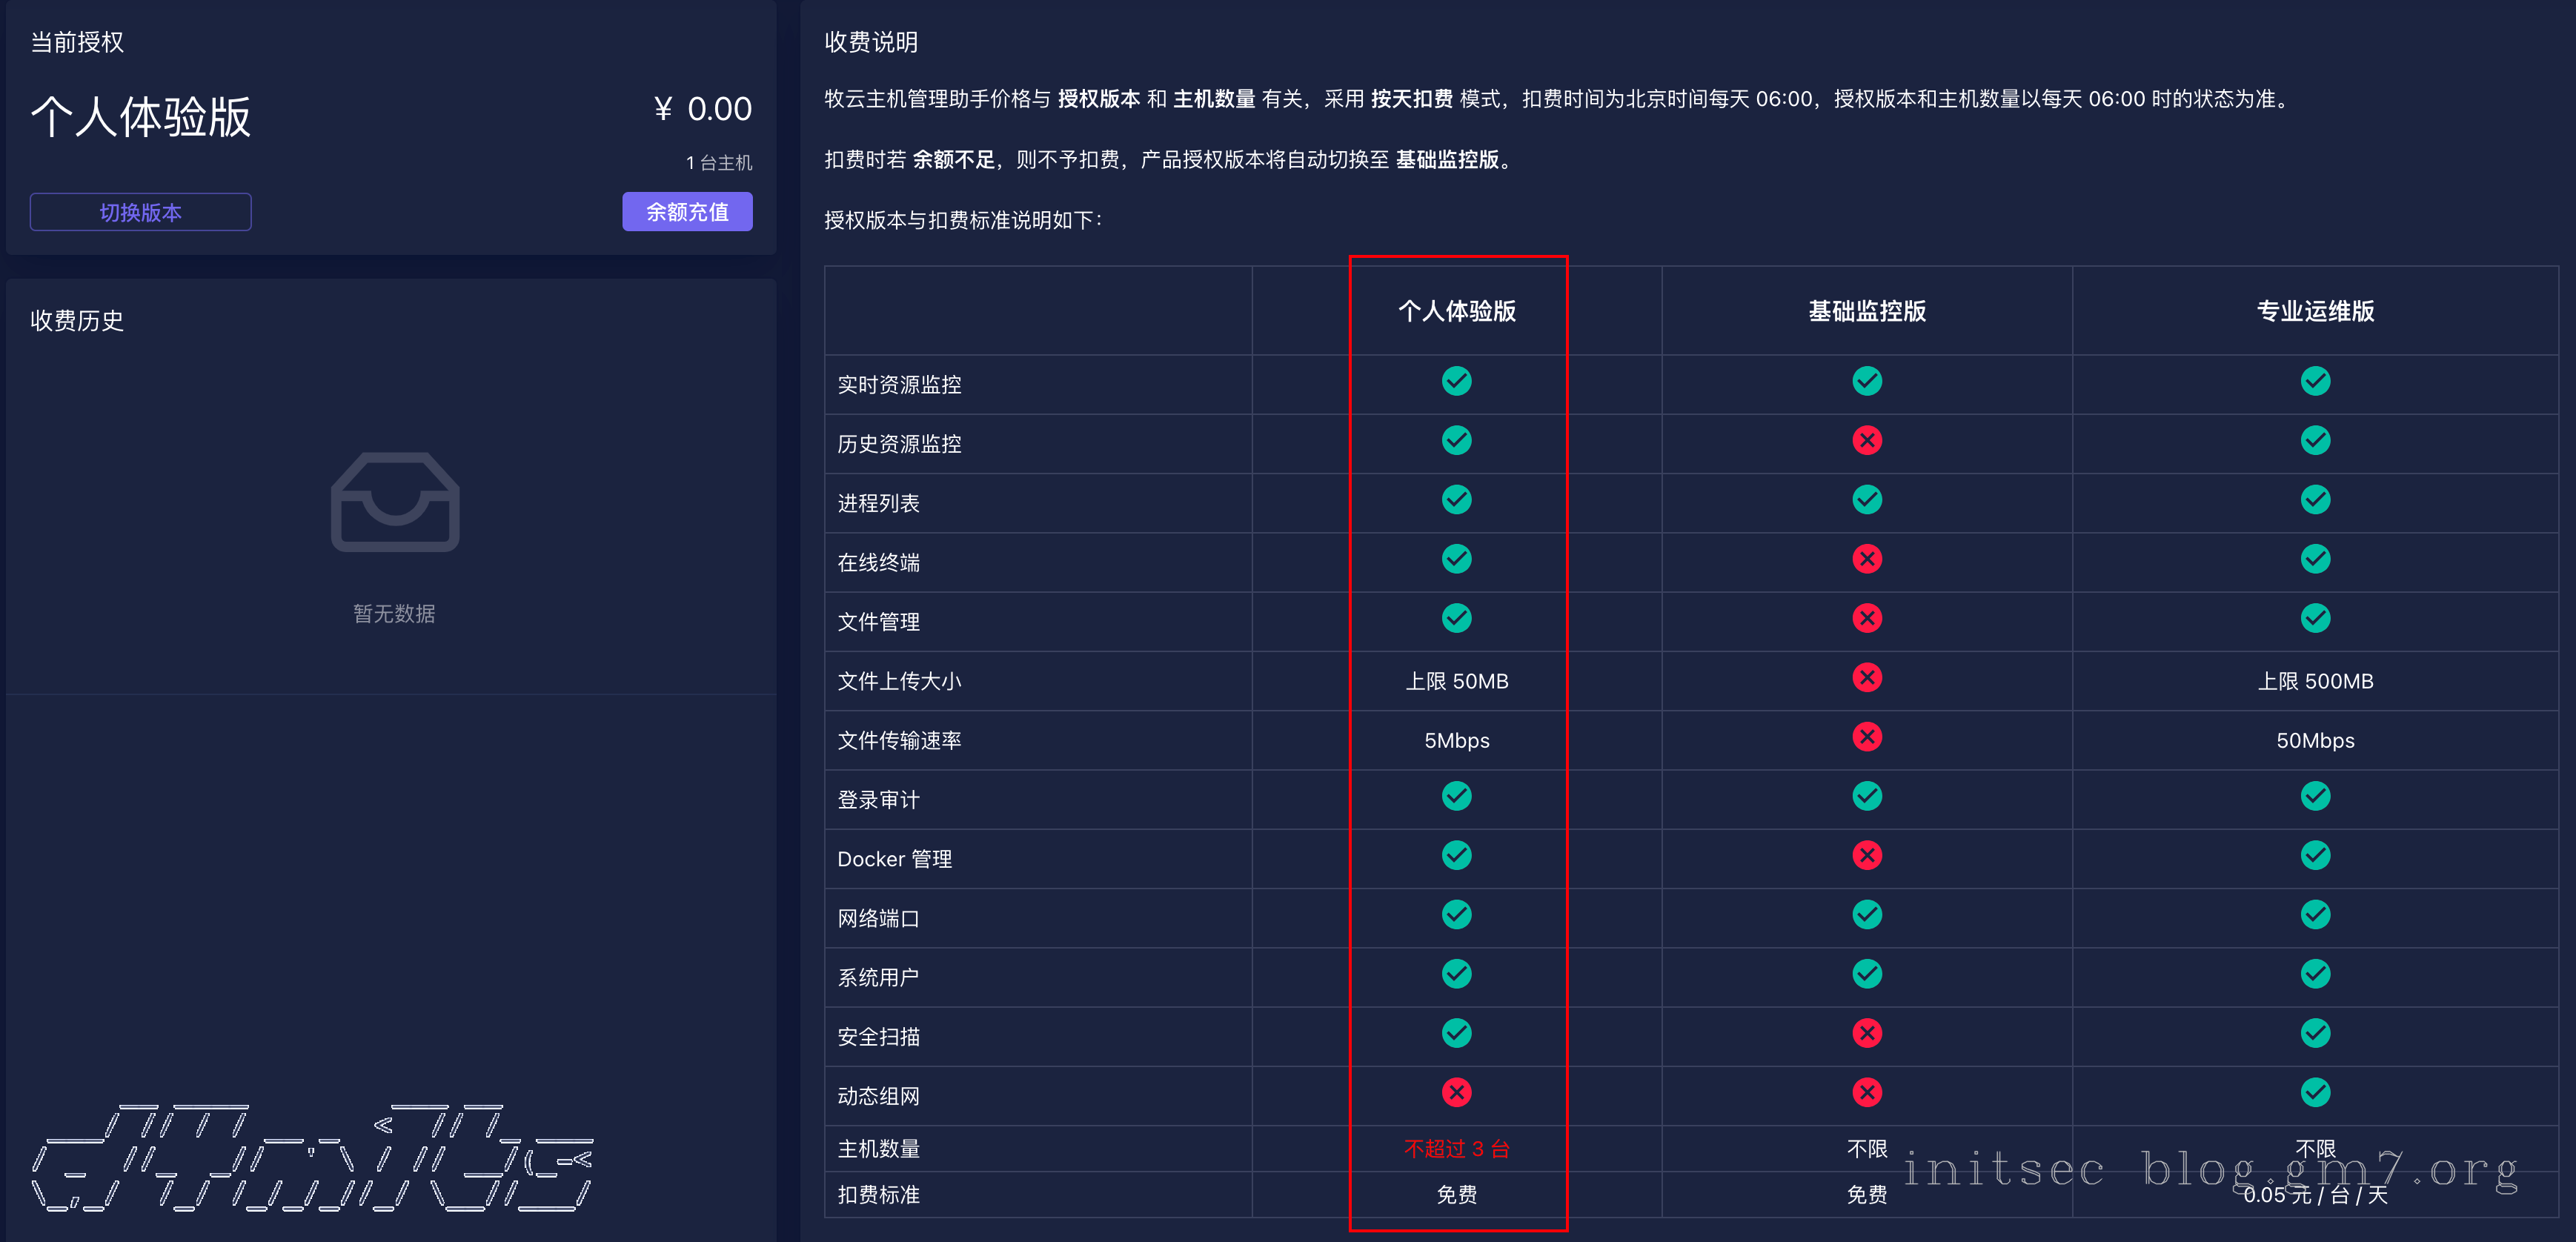 当前授权
个人体验版
¥ 0.00
1 台主机
切换版本
余额充值
收费历史
暂无数据
收费说明
牧云主机管理助手价格与 授权版本 和 主机数量 有关，采用 按天扣费 模式，扣费时间为北京时间每天 06:00，授权版本和主机数量以每天 06:00 时的状态为准。
扣费时若 余额不足，则不予扣费，产品授权版本将自动切换至 基础监控版。
授权版本与扣费标准说明如下：
个人体验版 基础监控版 专业运维版
实时资源监控
历史资源监控
进程列表
在线终端
文件管理
文件上传大小 上限 50MB 上限 500MB
文件传输速率 5Mbps 50Mbps
登录审计
Docker 管理
网络端口
系统用户
安全扫描
动态组网
主机数量 不超过 3 台 不限 不限
扣费标准 免费 免费 0.05 元 / 台 / 天
initsec blog.gm7.org